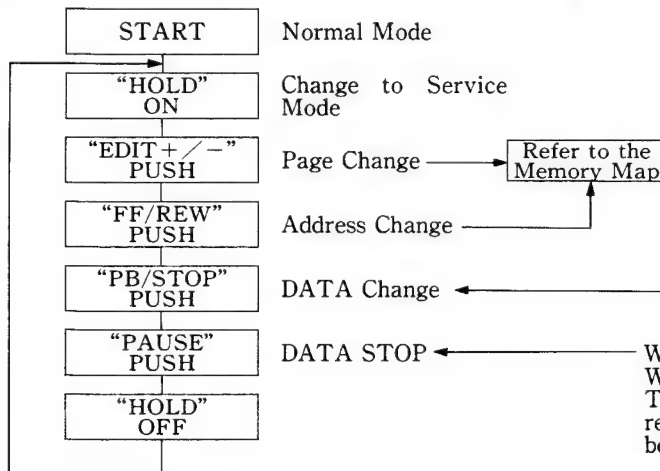 START Normal Mode
“HOLD” Change to Service
ON Mode
“EDIT+／−” Page Change Refer to the
PUSH Memory Map
“FF/REW” Address Change
PUSH
“PB/STOP” DATA Change
PUSH
“PAUSE” DATA STOP
PUSH
“HOLD”
OFF